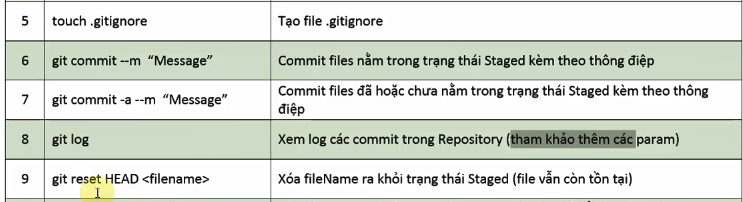 5 touch .gitignore Tạo file .gitignore
6 git commit --m “Message” Commit files nằm trong trạng thái Staged kèm theo thông điệp
7 git commit -a --m “Message” Commit files đã hoặc chưa nằm trong trạng thái Staged kèm theo thông
điệp
8 git log Xem log các commit trong Repository (tham khảo thêm các param)
9 git reset HEAD <filename> Xóa fileName ra khỏi trạng thái Staged (file vẫn còn tồn tại)